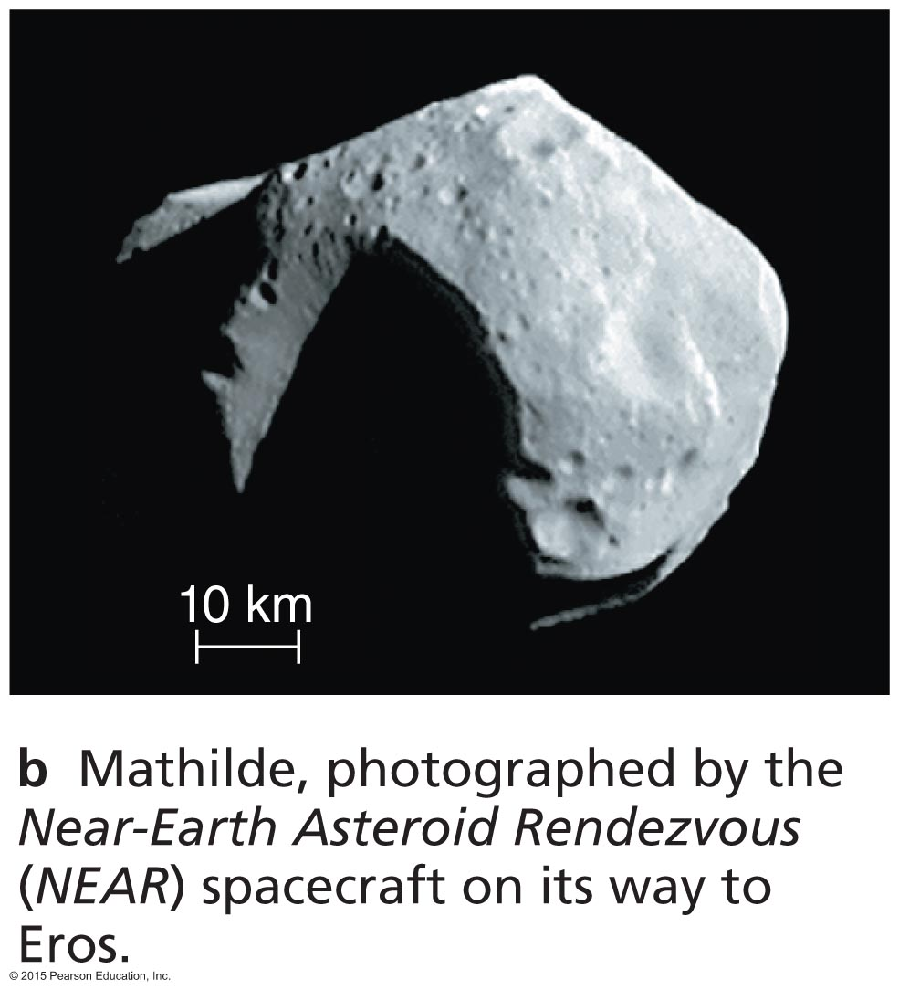 10 km
b Mathilde, photographed by the
Near-Earth Asteroid Rendezvous
(NEAR) spacecraft on its way to
Eros.
© 2015 Pearson Education, Inc.